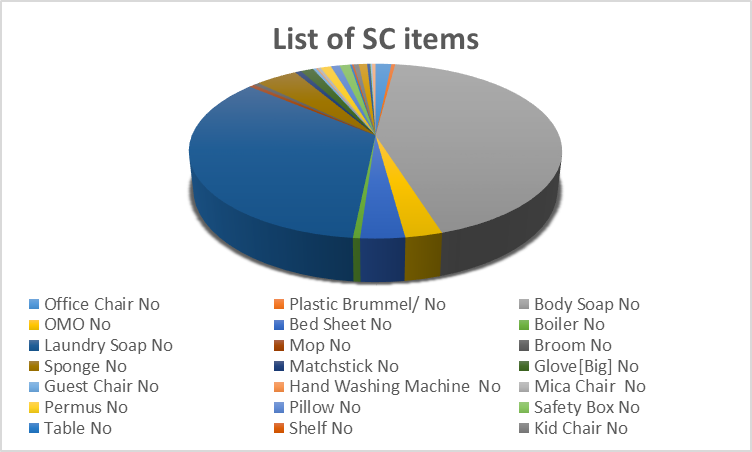 List of SC items
Office Chair No Plastic Brummel/ No Body Soap No
OMO No Bed Sheet No Boiler No
Laundry Soap No Mop No Broom No
Sponge No Matchstick No Glove[Big] No
Guest Chair No Hand Washing Machine  No Mica Chair  No
Permus No Pillow No Safety Box No
Table No Shelf No Kid Chair No